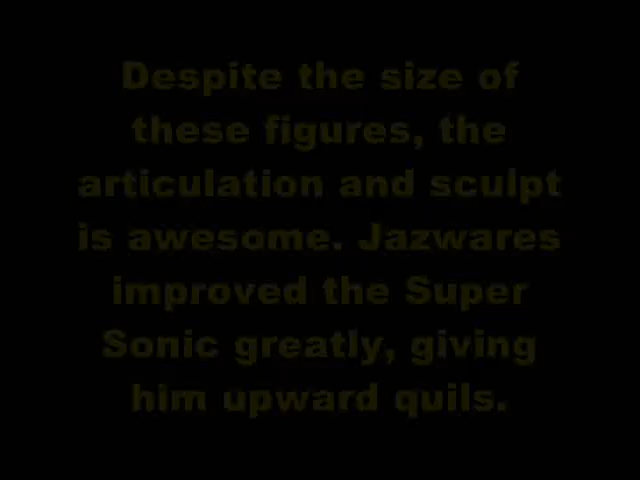 Despite the size of
these figures, the
articulation and sculpt
is awesome. Jazwares
improved the Super
Sonic greatly, giving
him upward quils.